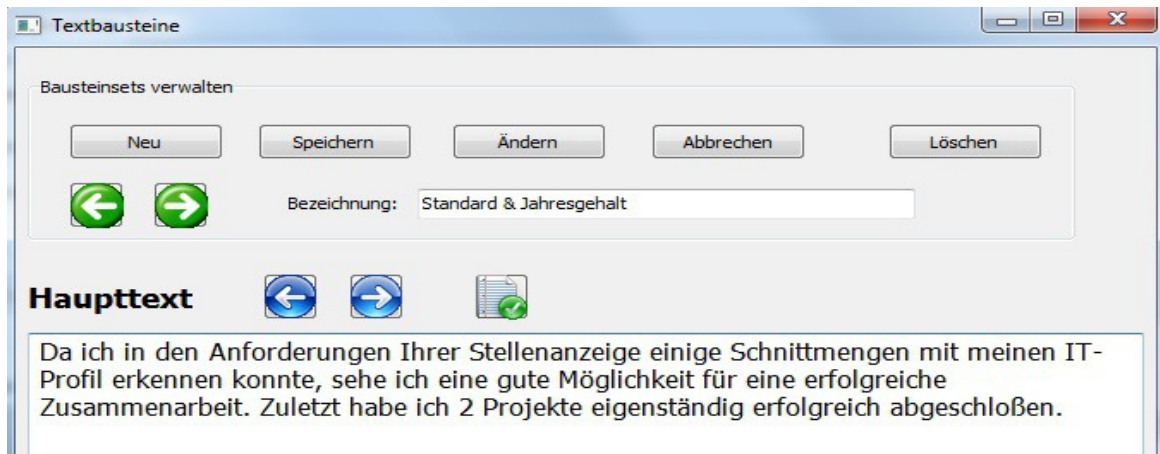 Textbausteine
Bausteinsets verwalten
Neu Speichern Ändern Abbrechen Löschen
Bezeichnung: Standard & Jahresgehalt
Haupttext
Da ich in den Anforderungen Ihrer Stellenanzeige einige Schnittmengen mit meinen IT-
Profil erkennen konnte, sehe ich eine gute Möglichkeit für eine erfolgreiche
Zusammenarbeit. Zuletzt habe ich 2 Projekte eigenständig erfolgreich abgeschloßen.